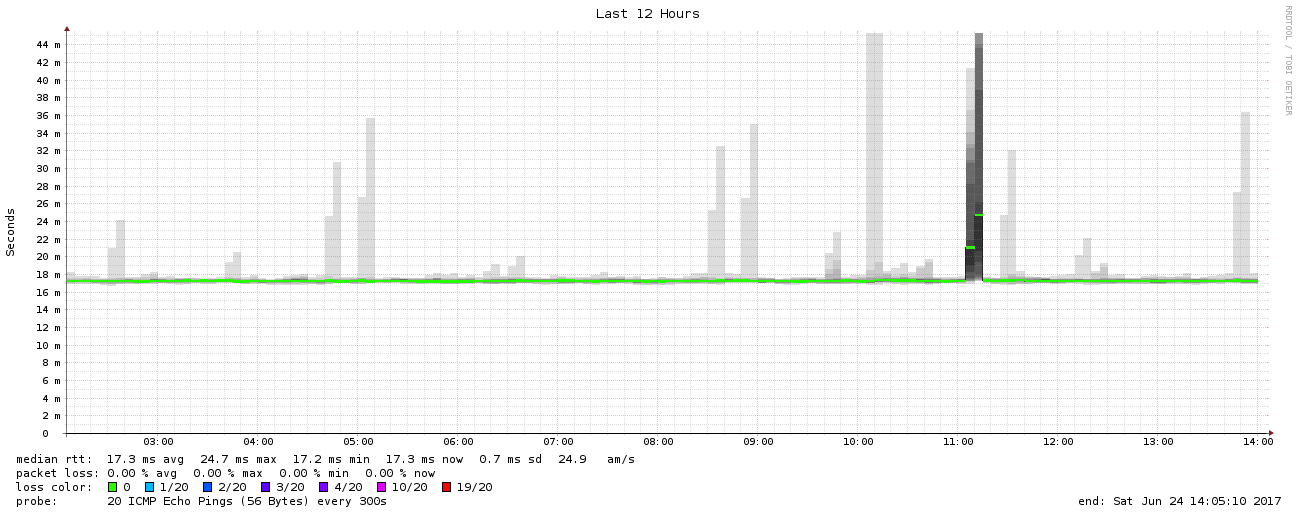 Last 12 Hours
RRDTOOL / TOBI OETIKER
Seconds
44 m
42 m
40 m
38 m
36 m
34 m
32 m
30 m
28 m
26 m
24 m
22 m
20 m
18 m
16 m
14 m
12 m
10 m
8 m
6 m
4 m
2 m
0
03:00 04:00 05:00 06:00 07:00 08:00 09:00 10:00 11:00 12:00 13:00 14:00
median rtt: 17.3 ms avg 24.7 ms max 17.2 ms min 17.3 ms now 0.7 ms sd 24.9 am/s
packet loss: 0.00 % avg 0.00 % max 0.00 % min 0.00 % now
loss color: 0 1/20 2/20 3/20 4/20 10/20 19/20
probe: 20 ICMP Echo Pings (56 Bytes) every 300s end: Sat Jun 24 14:05:10 2017